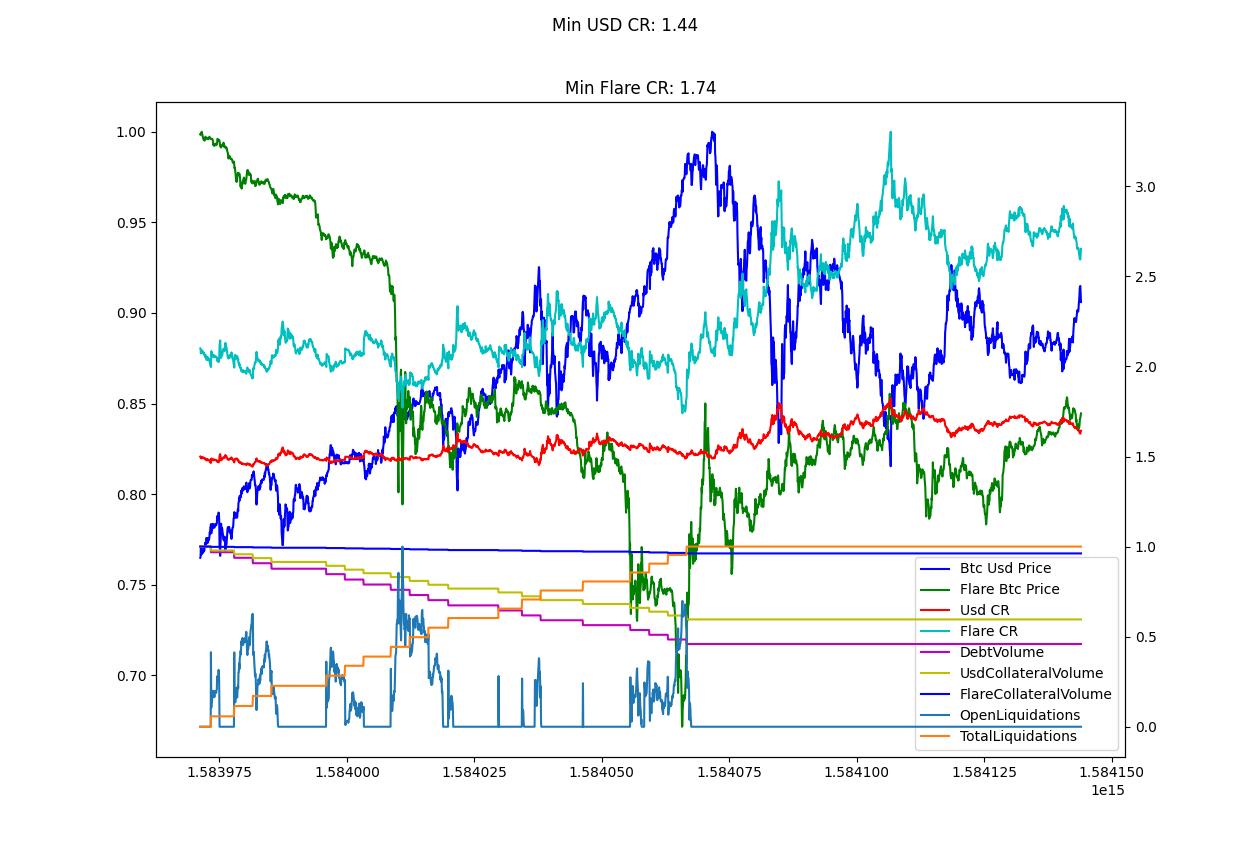 Min USD CR: 1.44
Min Flare CR: 1.74
1.00
0.95
0.90
0.85
0.80
0.75
0.70
3.0
2.5
2.0
1.5
1.0
0.5
0.0
Btc Usd Price
Flare Btc Price
Usd CR
Flare CR
DebtVolume
UsdCollateralVolume
FlareCollateralVolume
OpenLiquidations
TotalLiquidations
1.583975 1.584000 1.584025 1.584050 1.584075 1.584100 1.584125 1.584150
1e15